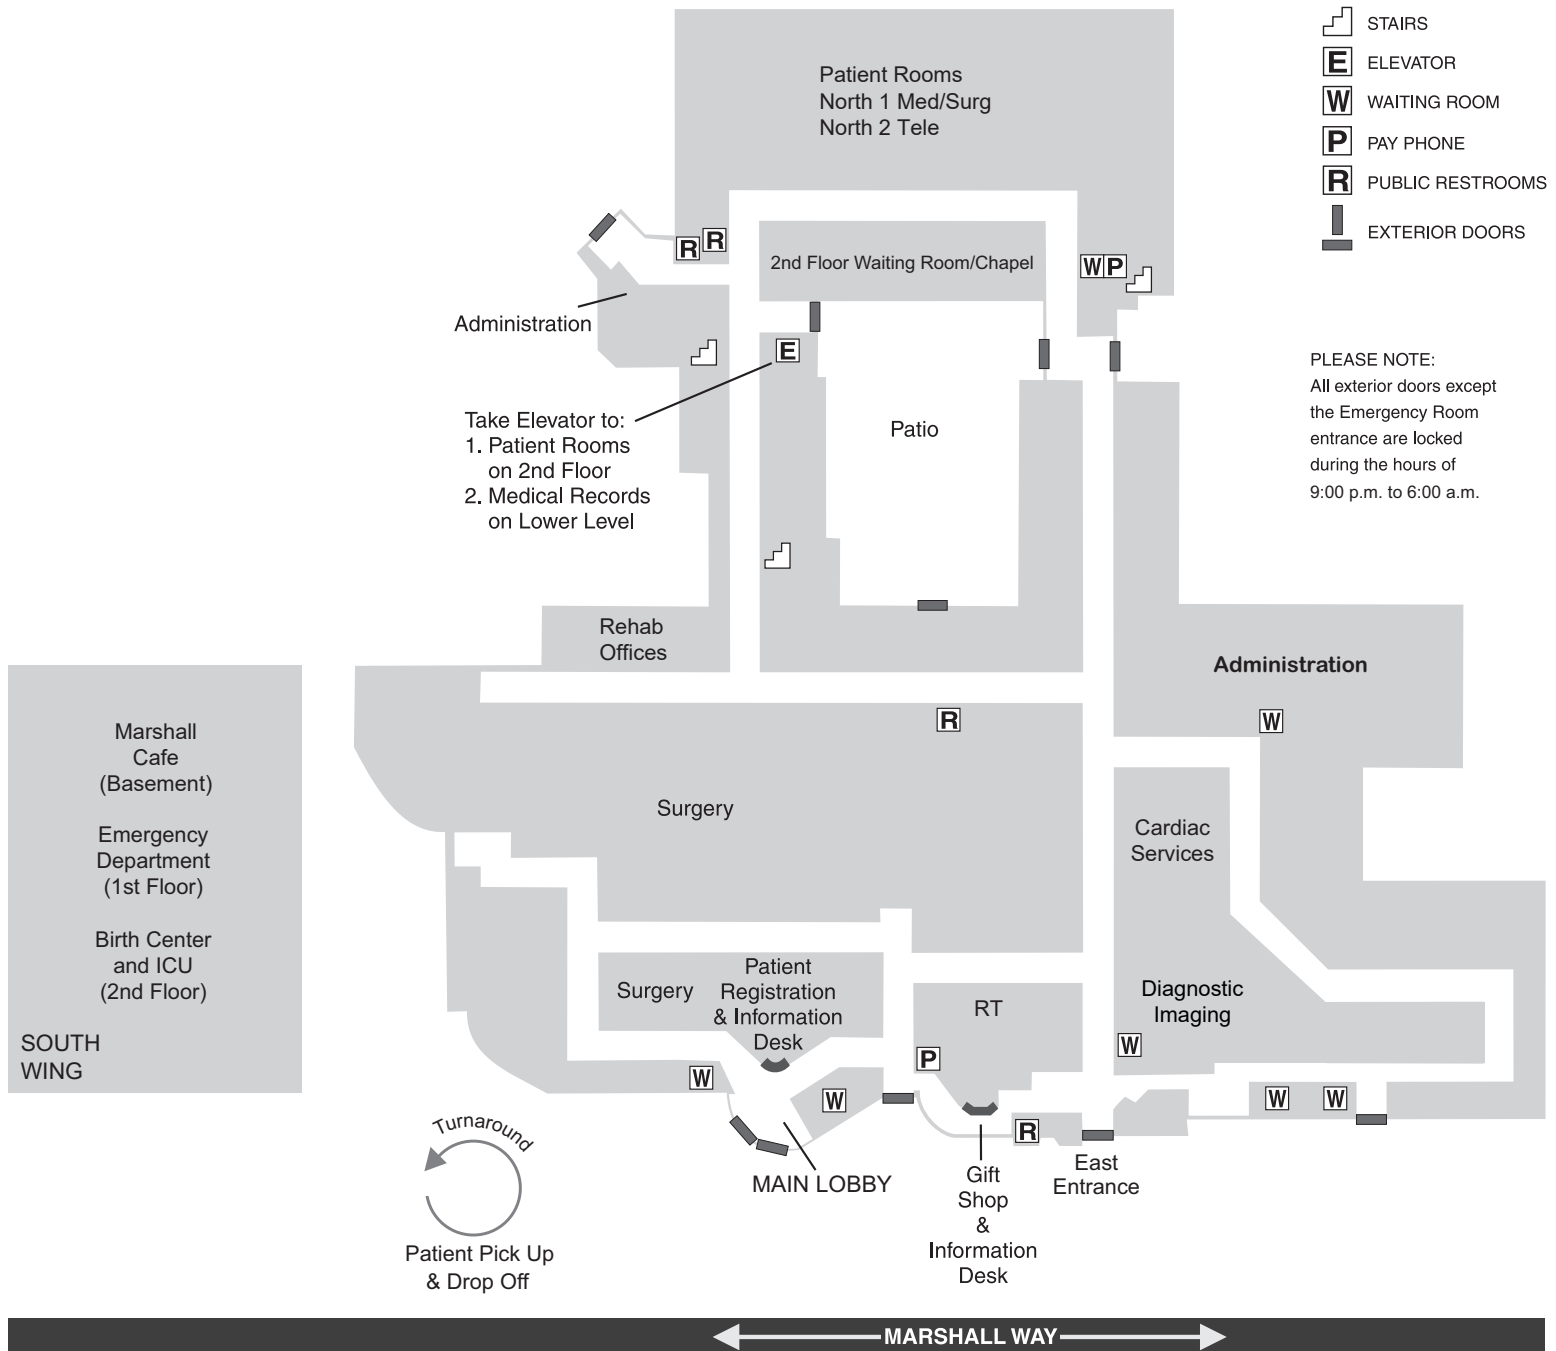 STAIRS
E ELEVATOR
W WAITING ROOM
P PAY PHONE
R PUBLIC RESTROOMS
EXTERIOR DOORS
Patient Rooms
North 1 Med/Surg
North 2 Tele
R
R
2nd Floor Waiting Room/Chapel
W
P
Administration
E
Take Elevator to:
1. Patient Rooms
on 2nd Floor
2. Medical Records
on Lower Level
Patio
PLEASE NOTE:
All exterior doors except
the Emergency Room
entrance are locked
during the hours of
9:00 p.m. to 6:00 a.m.
Rehab
Offices
Administration
W
R
Marshall
Cafe
(Basement)
Emergency
Department
(1st Floor)
Birth Center
and ICU
(2nd Floor)
SOUTH
WING
Surgery
Cardiac
Services
Surgery
Patient
Registration
& Information
Desk
RT
Diagnostic
Imaging
W
P
W
W
W
W
R
MAIN LOBBY
Gift
Shop
&
Information
Desk
East
Entrance
Turnaround
Patient Pick Up
& Drop Off
MARSHALL WAY